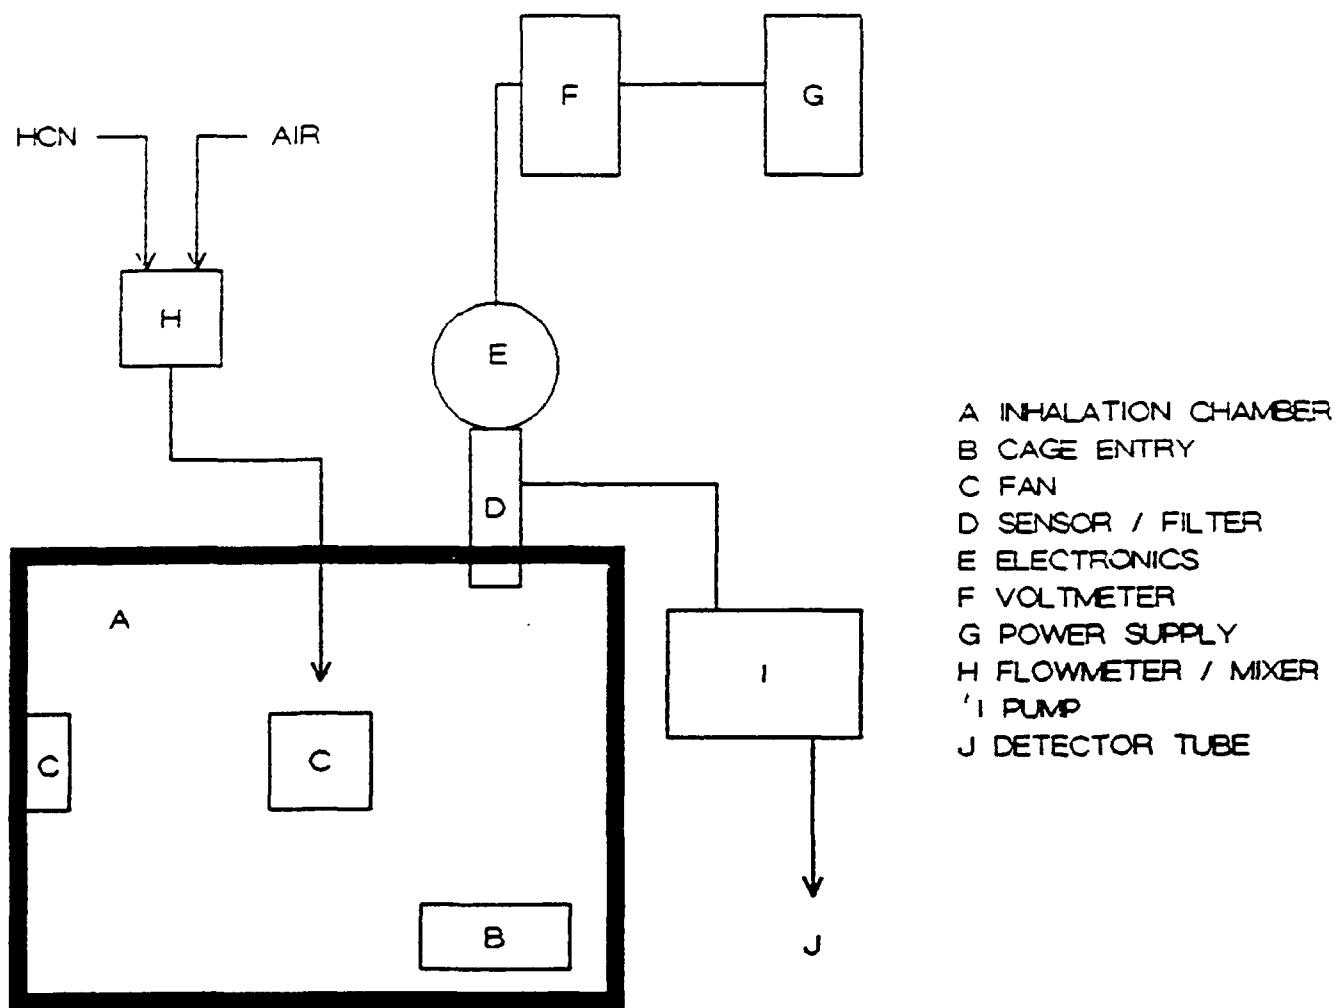 F
G
HCN
AIR
H
E
D
A
C
C
I
B
J
A INHALATION CHAMBER
B CAGE ENTRY
C FAN
D SENSOR / FILTER
E ELECTRONICS
F VOLTMETER
G POWER SUPPLY
H FLOWMETER / MIXER
'I PUMP
J DETECTOR TUBE